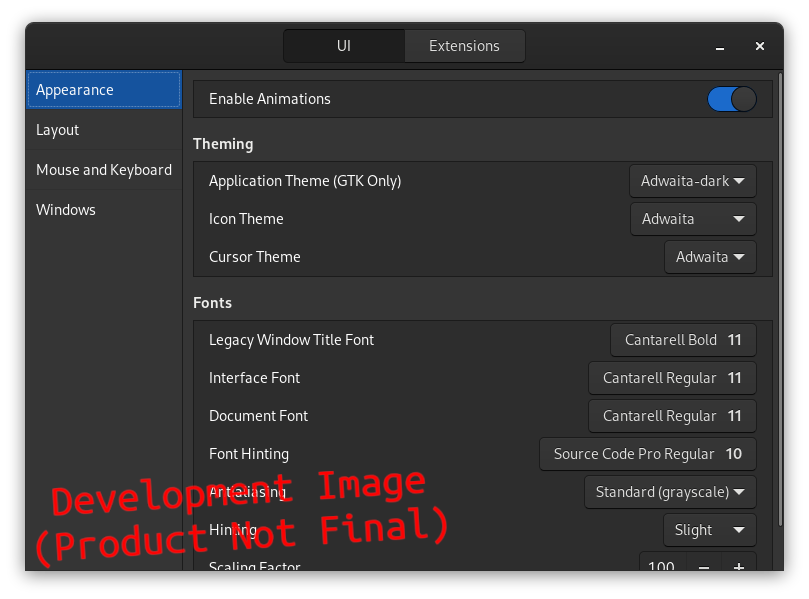 UI Extensions
Appearance
Layout
Mouse and Keyboard
Windows
Enable Animations
Theming
Application Theme (GTK Only) Adwaita-dark
Icon Theme Adwaita
Cursor Theme Adwaita
Fonts
Legacy Window Title Font Cantarell Bold 11
Interface Font Cantarell Regular 11
Document Font Cantarell Regular 11
Font Hinting Source Code Pro Regular 10
Antialiasing Standard (grayscale)
Hinting Slight
Scaling Factor 100 − +
Development Image
(Product Not Final)